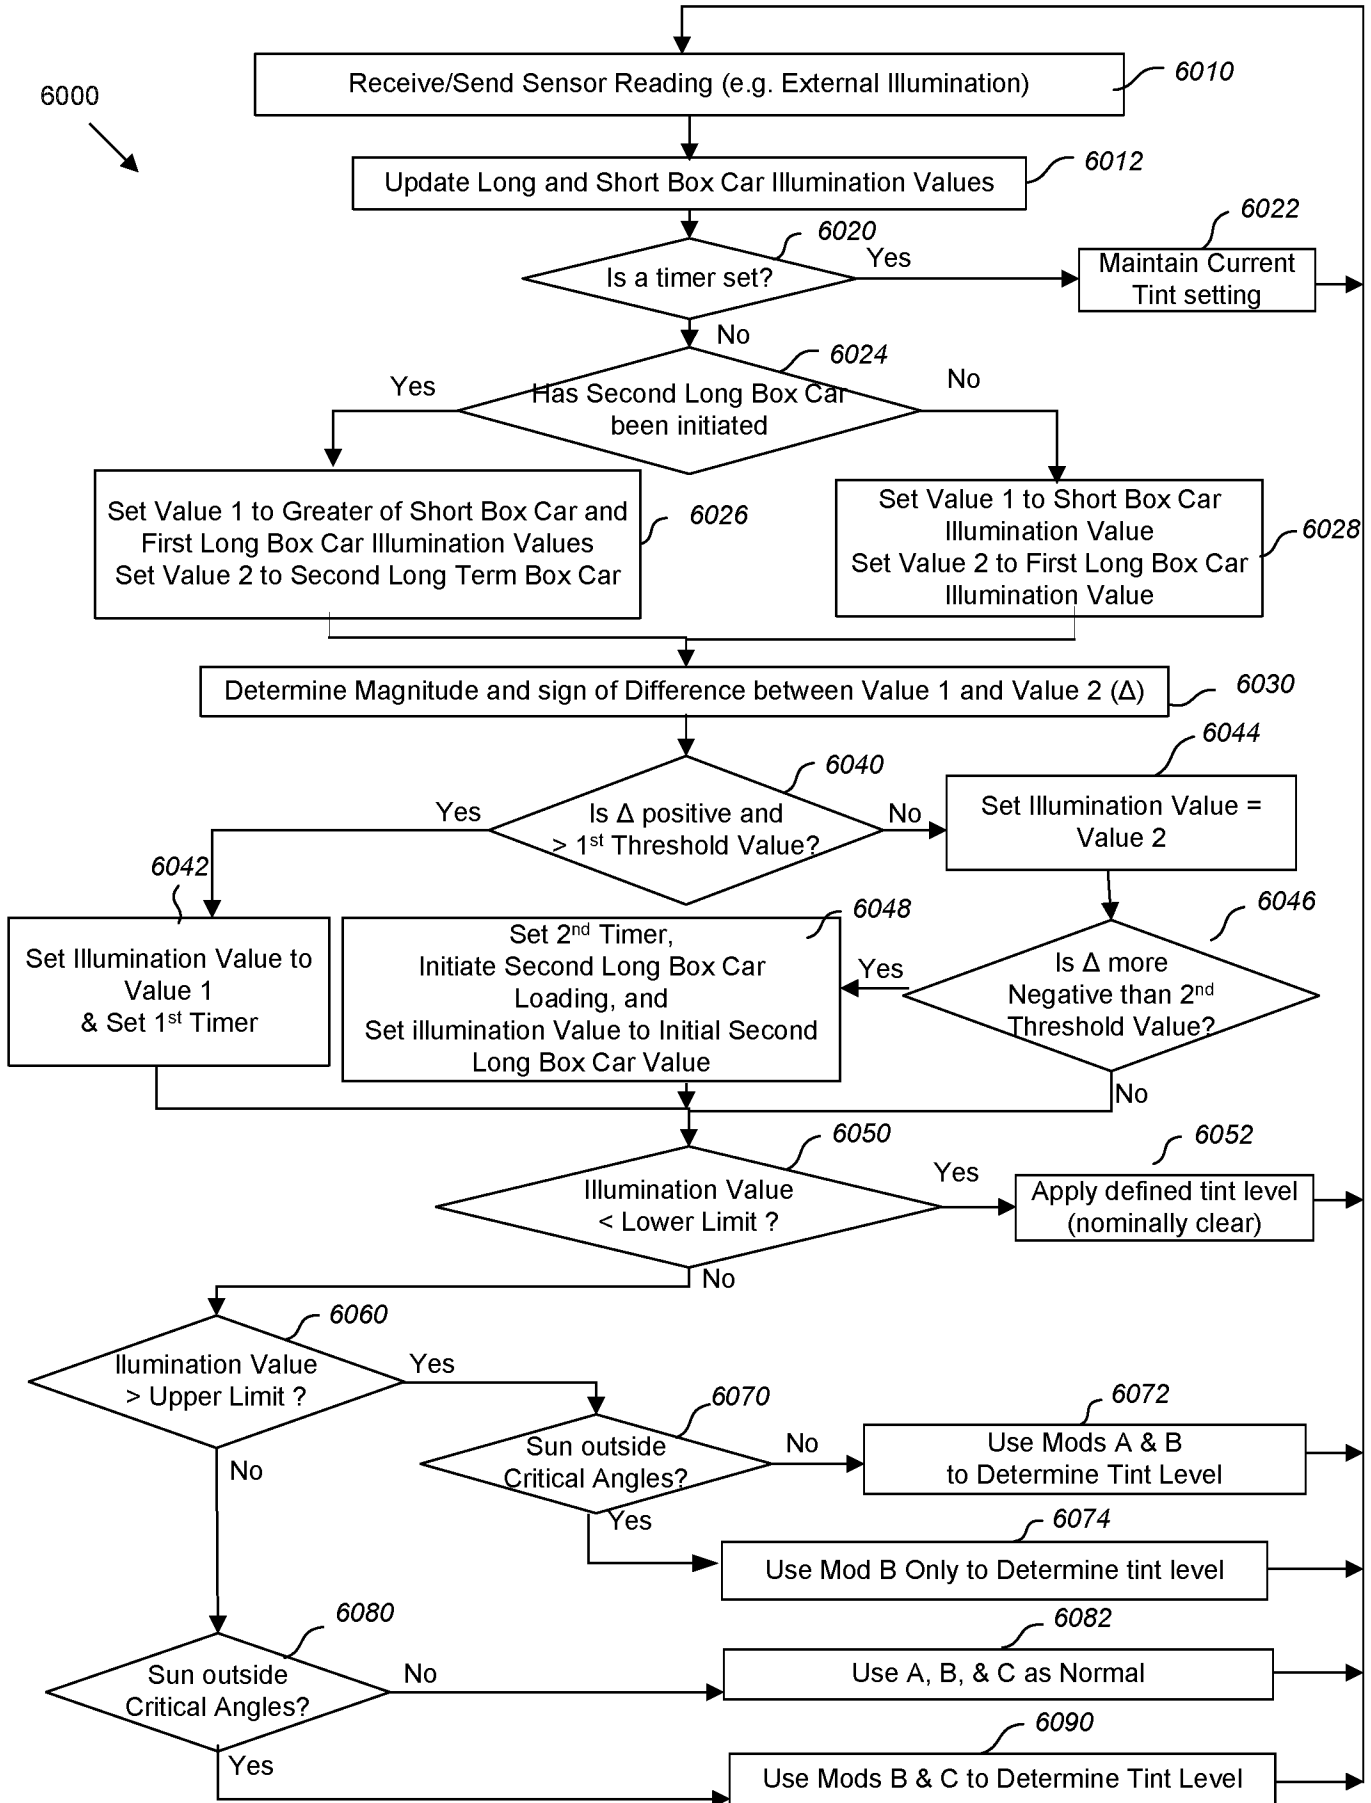 6000
Receive/Send Sensor Reading (e.g. External Illumination)
6010
Update Long and Short Box Car Illumination Values
6012
Is a timer set?
6020
Yes
Maintain Current
Tint setting
6022
No
Has Second Long Box Car
been initiated
6024
Yes
No
Set Value 1 to Greater of Short Box Car and
First Long Box Car Illumination Values
Set Value 2 to Second Long Term Box Car
6026
Set Value 1 to Short Box Car
Illumination Value
Set Value 2 to First Long Box Car
Illumination Value
6028
Determine Magnitude and sign of Difference between Value 1 and Value 2 (Δ)
6030
Is Δ positive and
> 1st Threshold Value?
6040
Yes
No
Set Illumination Value =
Value 2
6044
6042
Set Illumination Value to
Value 1
& Set 1st Timer
Set 2nd Timer,
Initiate Second Long Box Car
Loading, and
Set illumination Value to Initial Second
Long Box Car Value
6048
Yes
Is Δ more
Negative than 2nd
Threshold Value?
6046
No
Illumination Value
< Lower Limit ?
6050
Yes
Apply defined tint level
(nominally clear)
6052
No
Ilumination Value
> Upper Limit ?
6060
Yes
Sun outside
Critical Angles?
6070
No
Use Mods A & B
to Determine Tint Level
6072
No
Yes
Use Mod B Only to Determine tint level
6074
Sun outside
Critical Angles?
6080
No
Use A, B, & C as Normal
6082
Yes
Use Mods B & C to Determine Tint Level
6090